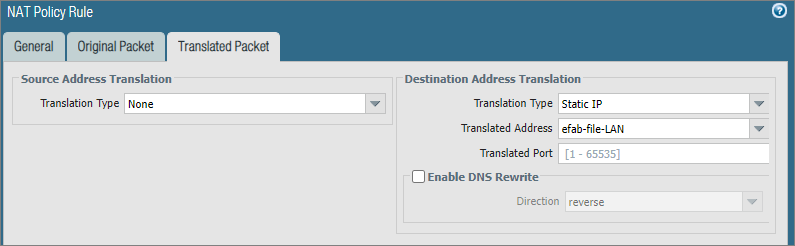 NAT Policy Rule
General
Original Packet
Translated Packet
Source Address Translation
Translation Type
None
Destination Address Translation
Translation Type
Static IP
Translated Address
efab-file-LAN
Translated Port
[1 - 65535]
Enable DNS Rewrite
Direction
reverse